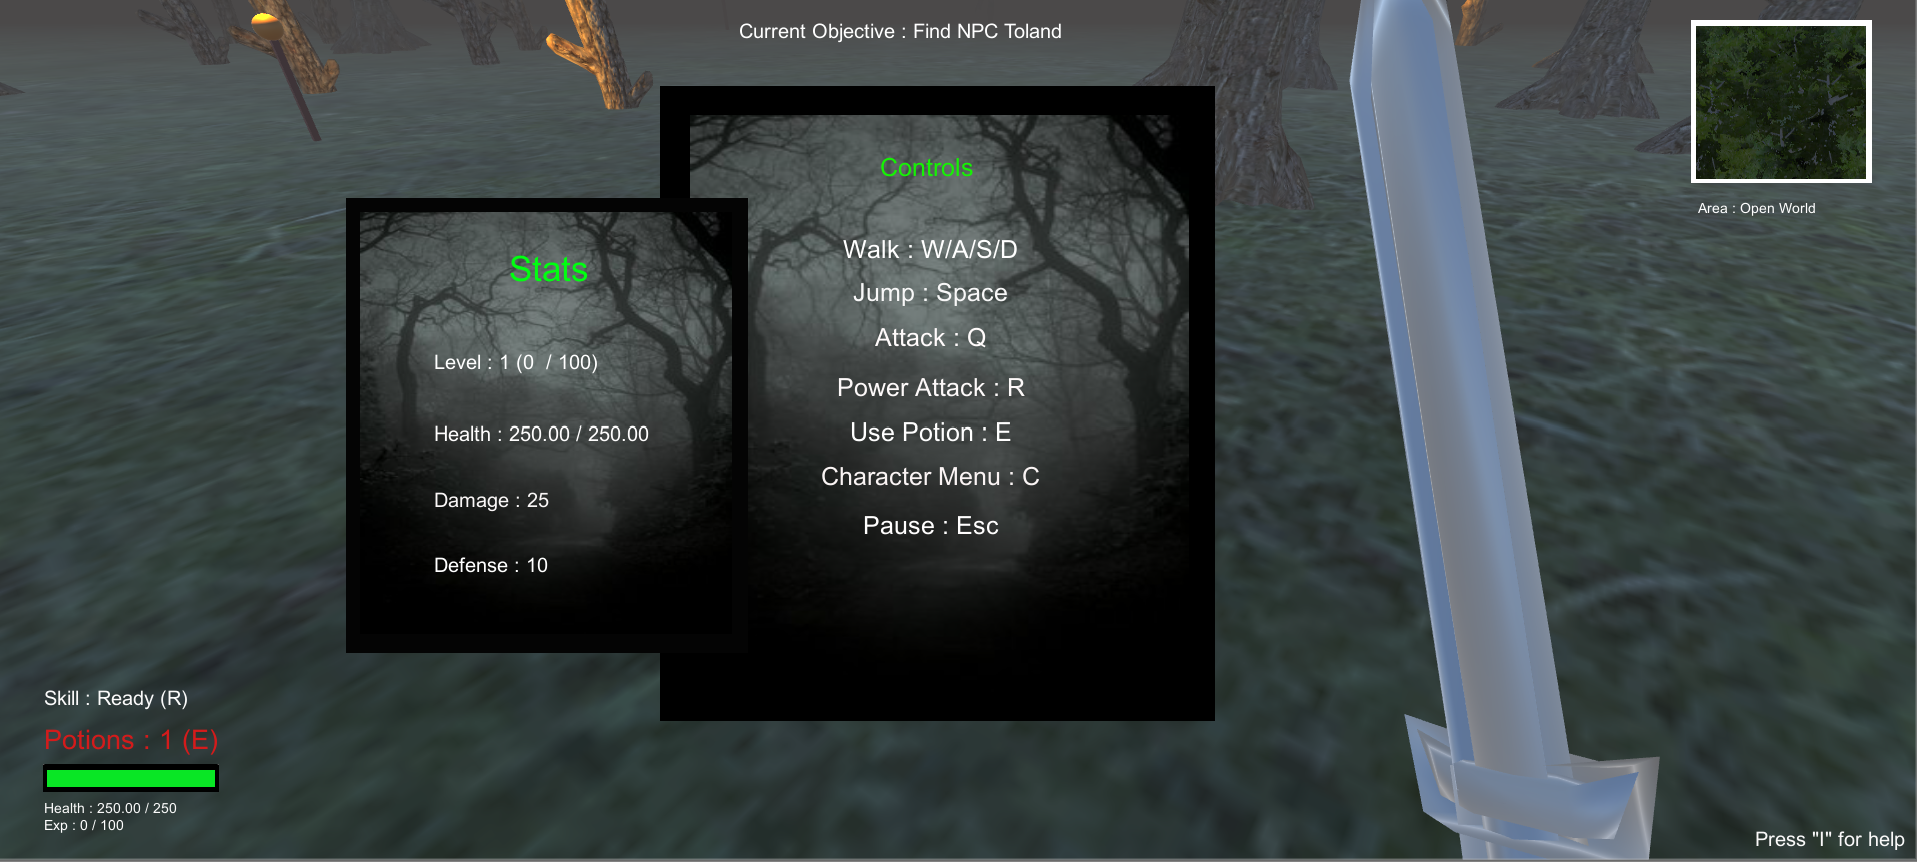 Current Objective : Find NPC Toland
Area : Open World
Controls
Walk : W/A/S/D
Jump : Space
Attack : Q
Power Attack : R
Use Potion : E
Character Menu : C
Pause : Esc
Stats
Level : 1 (0  / 100)
Health : 250.00 / 250.00
Damage : 25
Defense : 10
Skill : Ready (R)
Potions : 1 (E)
Health : 250.00 / 250
Exp : 0 / 100
Press "I" for help